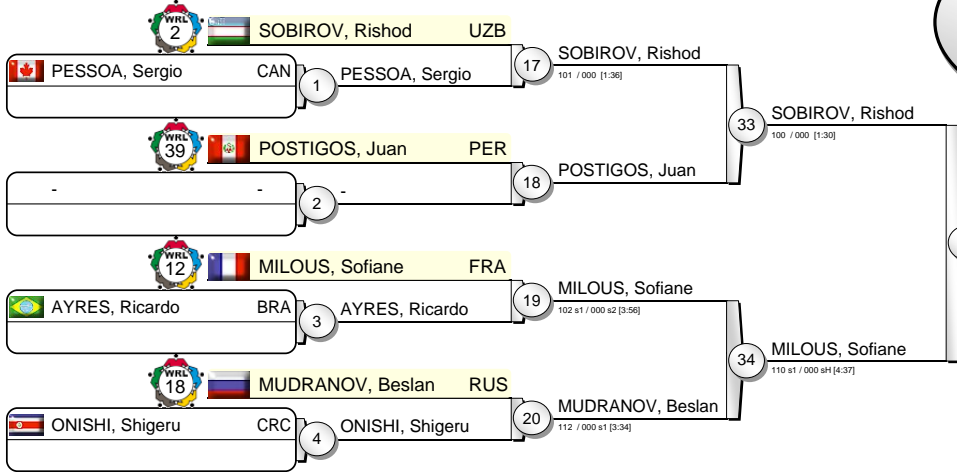 WRL
2
SOBIROV, Rishod UZB
PESSOA, Sergio CAN
1
PESSOA, Sergio
17
SOBIROV, Rishod
101 / 000 [1:36]
33
SOBIROV, Rishod
100 / 000 [1:30]
WRL
39
POSTIGOS, Juan PER
- -
2
-
18
POSTIGOS, Juan
WRL
12
MILOUS, Sofiane FRA
AYRES, Ricardo BRA
3
AYRES, Ricardo
19
MILOUS, Sofiane
102 s1 / 000 s2 [3:56]
34
MILOUS, Sofiane
110 s1 / 000 sH [4:37]
WRL
18
MUDRANOV, Beslan RUS
ONISHI, Shigeru CRC
4
ONISHI, Shigeru
20
MUDRANOV, Beslan
112 / 000 s1 [3:34]